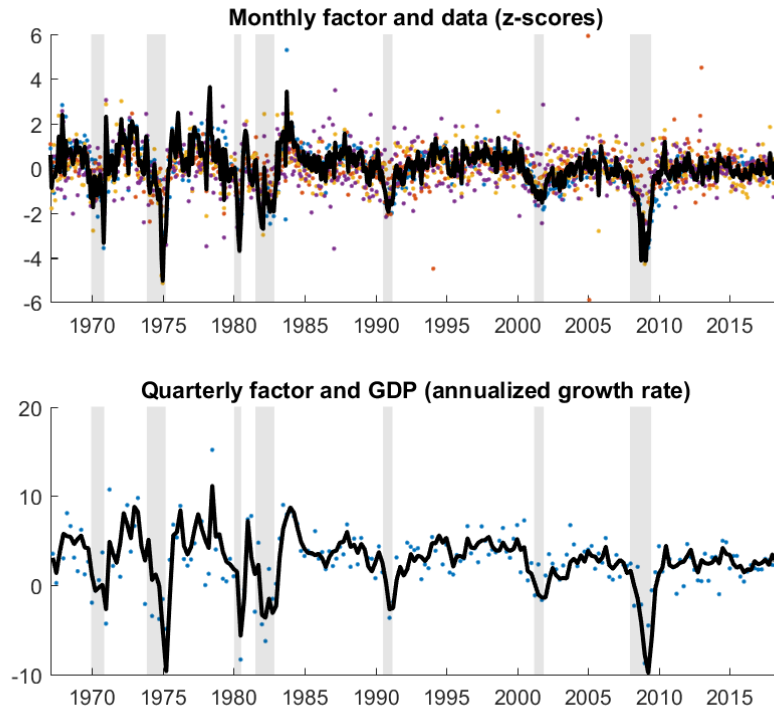 Monthly factor and data (z-scores)
6
4
2
0
-2
-4
-6
1970 1975 1980 1985 1990 1995 2000 2005 2010 2015
Quarterly factor and GDP (annualized growth rate)
20
10
0
-10
1970 1975 1980 1985 1990 1995 2000 2005 2010 2015